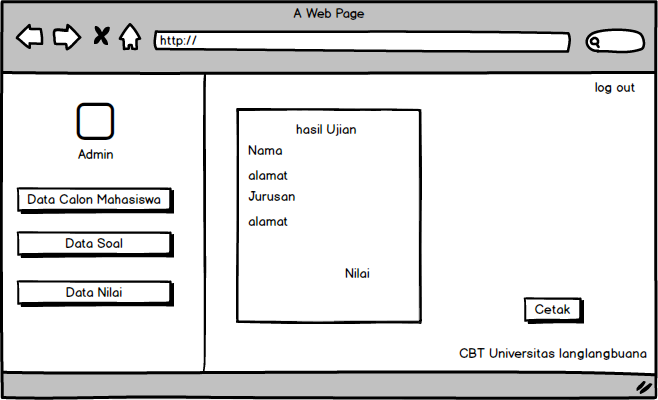 A Web Page
http://
log out
Admin
Data Calon Mahasiswa
Data Soal
Data Nilai
hasil Ujian
Nama
alamat
Jurusan
alamat
Nilai
Cetak
CBT Universitas langlangbuana